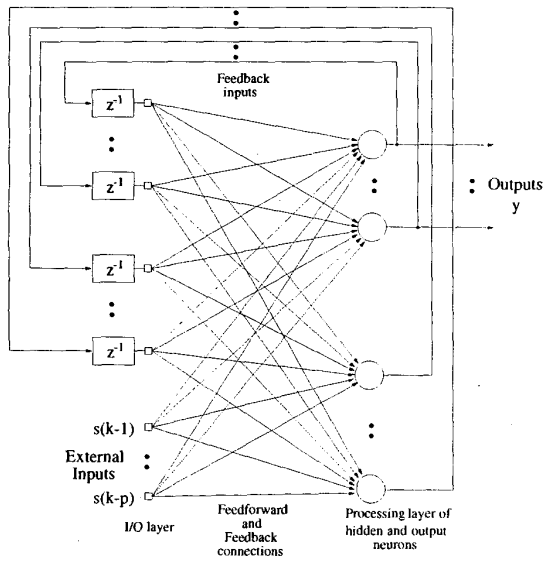 Feedback
inputs
z-1
z-1
z-1
z-1
Outputs
y
s(k-1)
External
Inputs
s(k-p)
I/O layer
Feedforward
and
Feedback
connections
Processing layer of
hidden and output
neurons